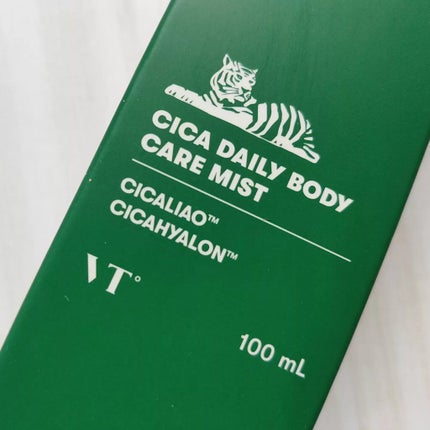 CICA DAILY BODY
CARE MIST
CICALIAO™
CICAHYALON™
VT°
100 mL